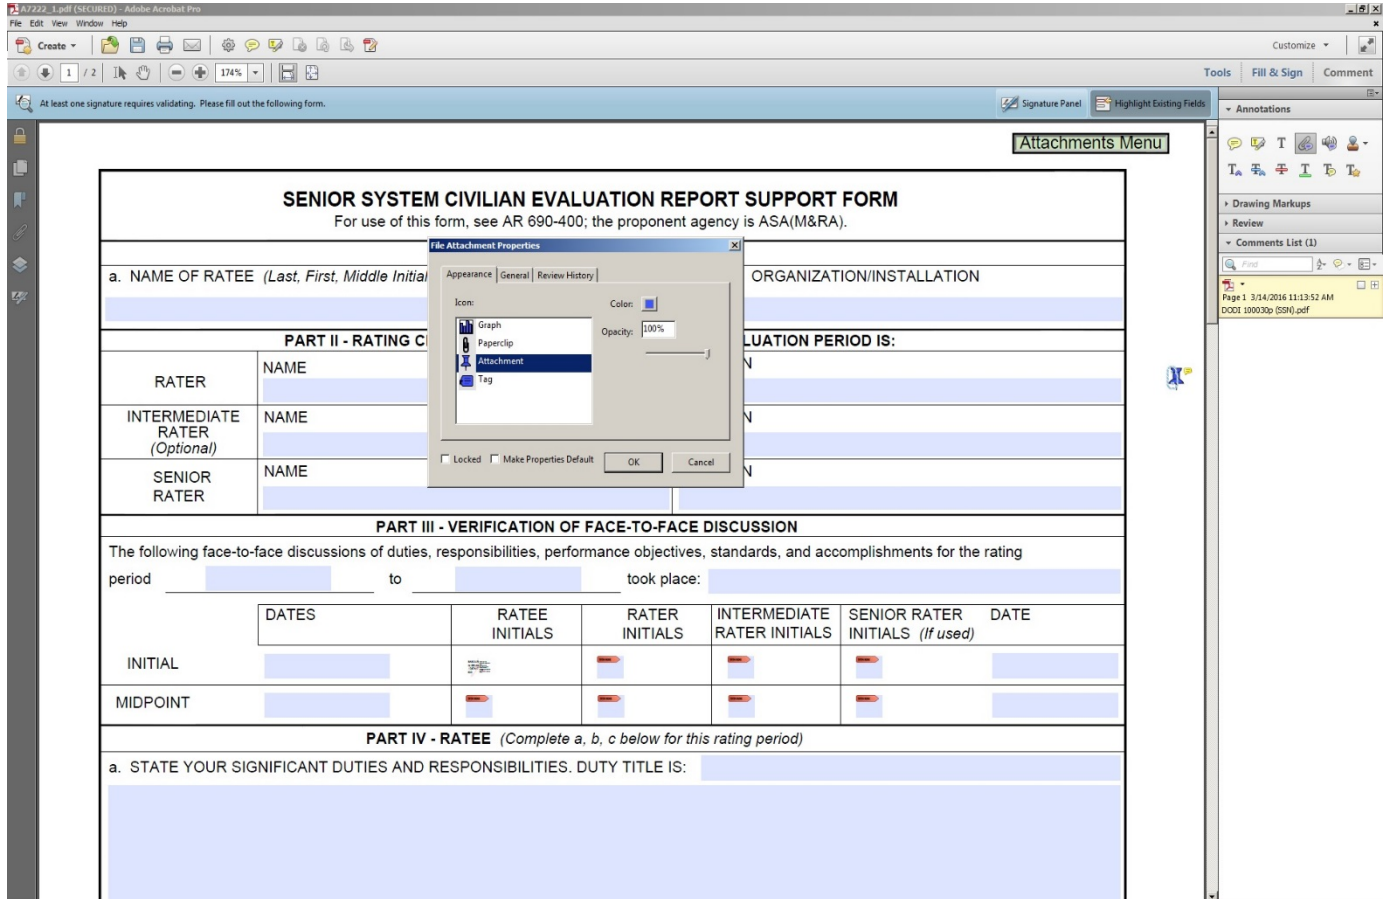 A7222_1.pdf (SECURED) - Adobe Acrobat Pro
File Edit View Window Help
Create
Customize
1 / 2
174%
Tools
Fill & Sign
Comment
At least one signature requires validating. Please fill out the following form.
Signature Panel
Highlight Existing Fields
Annotations
Drawing Markups
Review
Comments List (1)
Find
Page 1 3/14/2016 11:13:52 AM
DODI 100030p (SSN).pdf
Attachments Menu
SENIOR SYSTEM CIVILIAN EVALUATION REPORT SUPPORT FORM
For use of this form, see AR 690-400; the proponent agency is ASA(M&RA).
a. NAME OF RATEE (Last, First, Middle Initial
ORGANIZATION/INSTALLATION
File Attachment Properties
Appearance
General
Review History
Icon:
Graph
Paperclip
Attachment
Tag
Color:
Opacity:
100%
Locked
Make Properties Default
OK
Cancel
PART II - RATING C
LUATION PERIOD IS:
RATER
NAME
N
INTERMEDIATE
RATER
(Optional)
NAME
N
SENIOR
RATER
NAME
N
PART III - VERIFICATION OF FACE-TO-FACE DISCUSSION
The following face-to-face discussions of duties, responsibilities, performance objectives, standards, and accomplishments for the rating
period to took place:
DATES
RATEE
INITIALS
RATER
INITIALS
INTERMEDIATE
RATER INITIALS
SENIOR RATER
INITIALS (If used)
DATE
INITIAL
MIDPOINT
PART IV - RATEE (Complete a, b, c below for this rating period)
a. STATE YOUR SIGNIFICANT DUTIES AND RESPONSIBILITIES. DUTY TITLE IS: